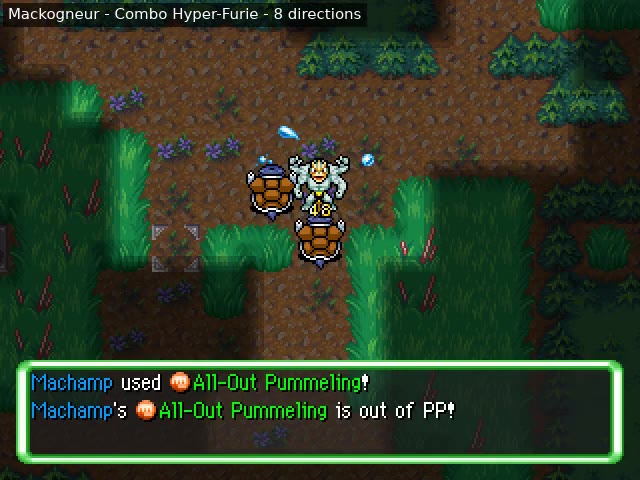 Mackogneur - Combo Hyper-Furie - 8 directions
48
Machamp used All-Out Pummeling!
Machamp's All-Out Pummeling is out of PP!